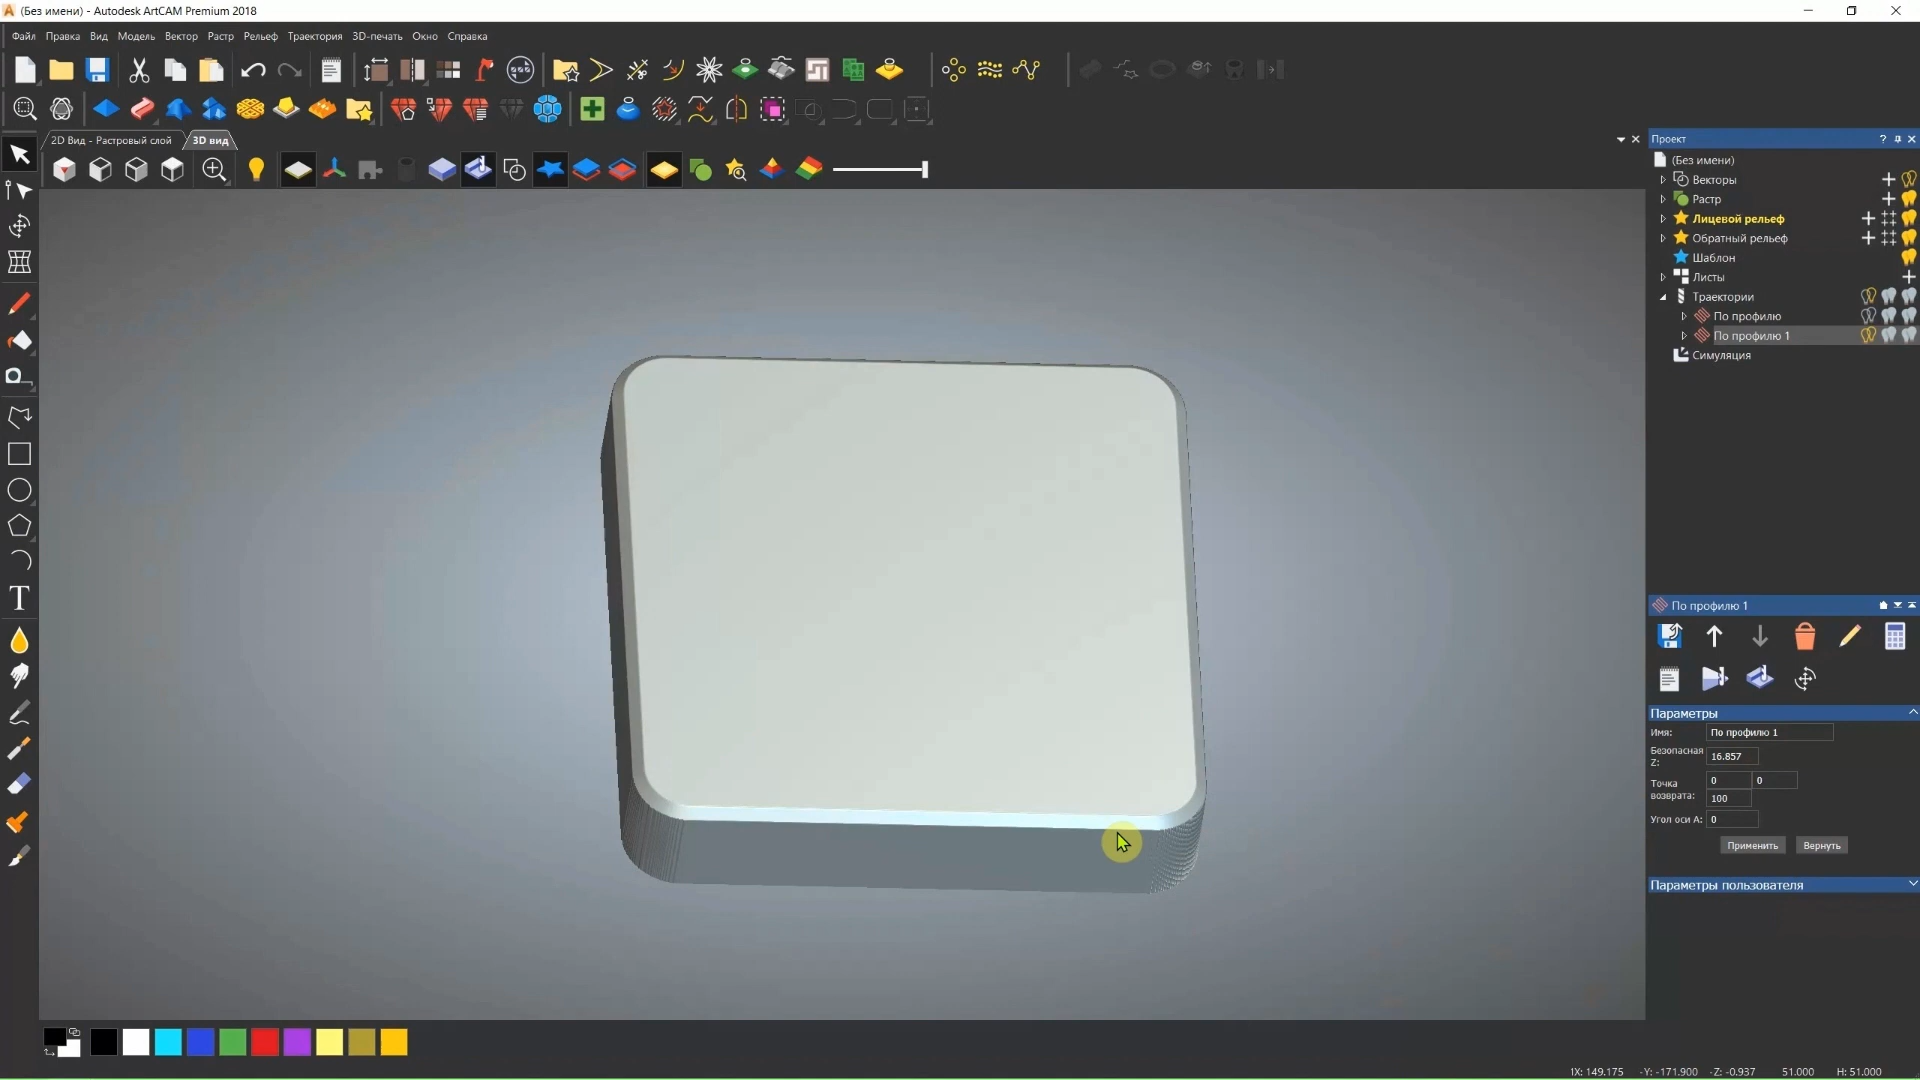 (Без имени) - Autodesk ArtCAM Premium 2018
Файл Правка Вид Модель Вектор Растр Рельеф Траектория 3D-печать Окно Справка
2D Вид - Растровый слой 3D вид
Проект
(Без имени)
Векторы
Растр
Лицевой рельеф
Обратный рельеф
Шаблон
Листы
Траектории
По профилю
По профилю 1
Симуляция
По профилю 1
Параметры
Имя: По профилю 1
Безопасная Z: 16.857
Точка возврата: 0 0
100
Угол оси A: 0
Применить Вернуть
Параметры пользователя
X: 149.175 Y: -171.900 Z: -0.937 51.000 H: 51.000